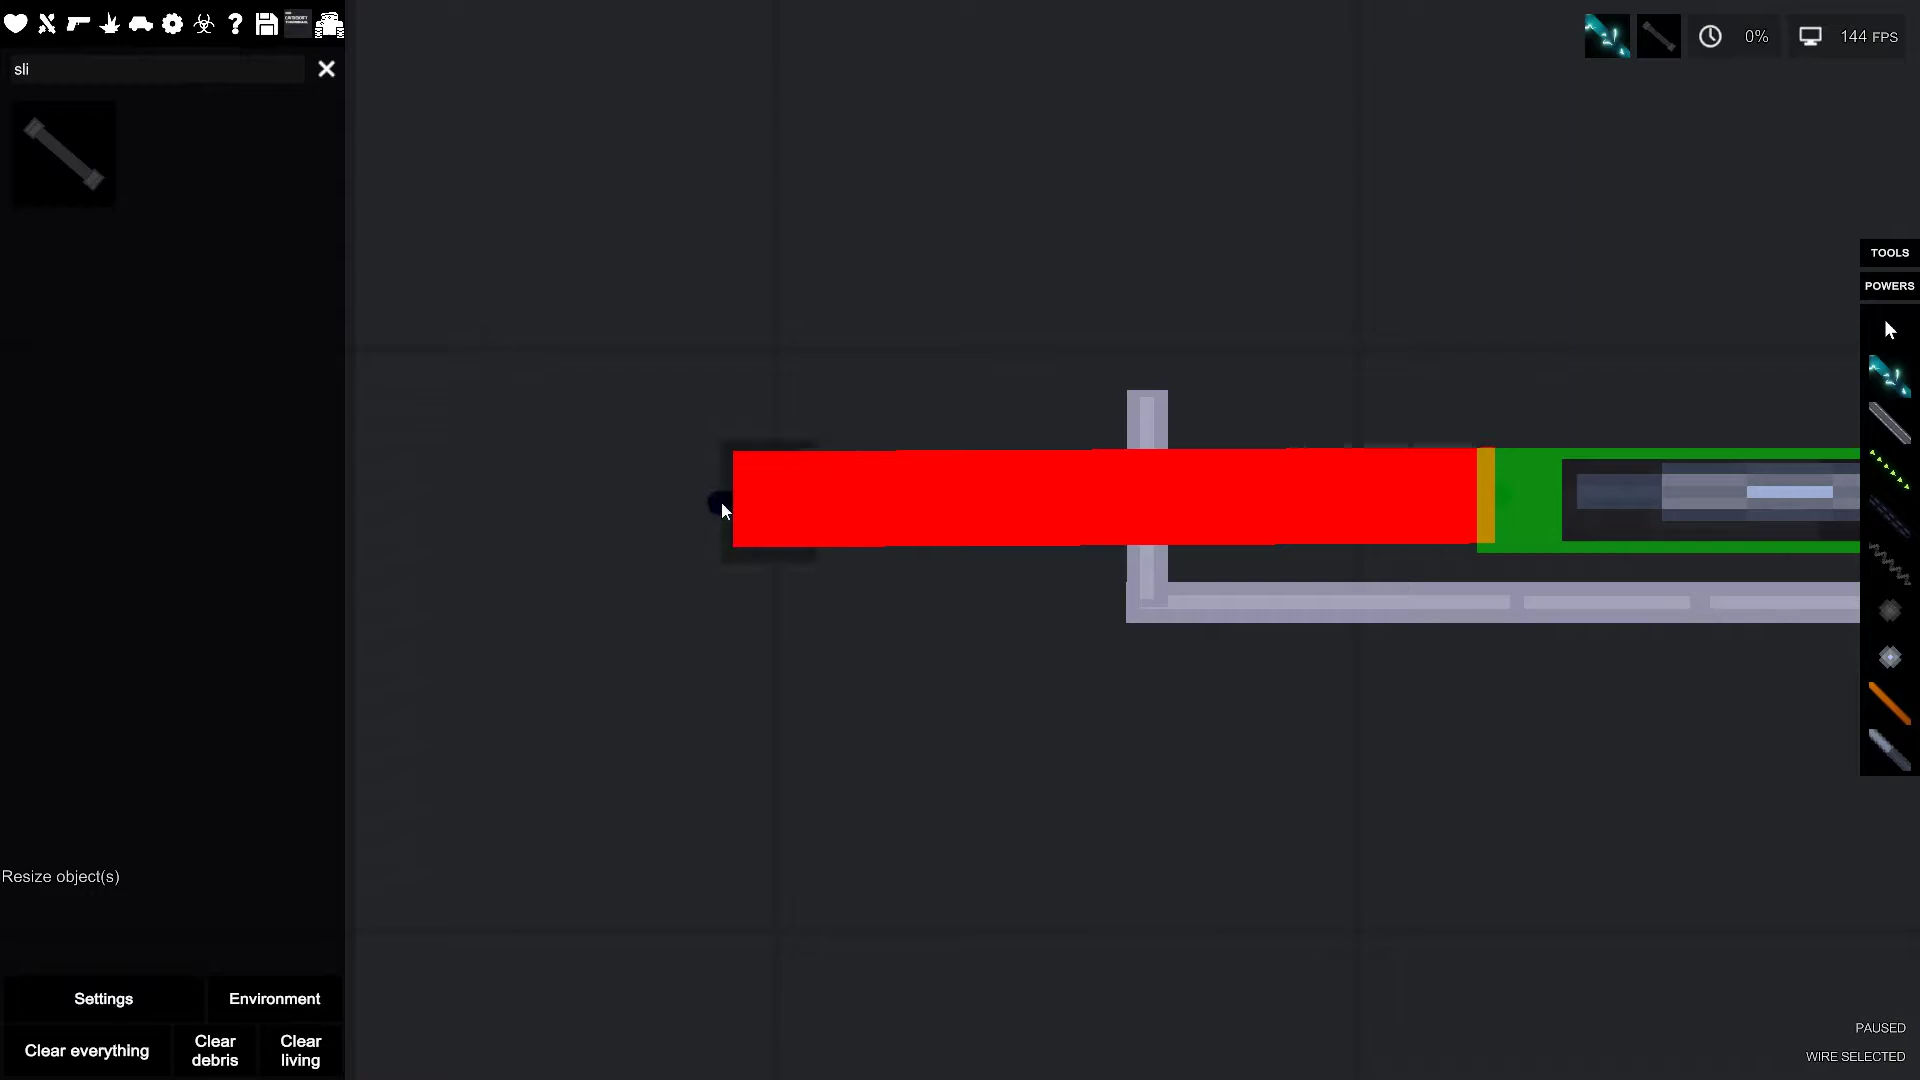 sli
0%
144 FPS
TOOLS
POWERS
Resize object(s)
Settings
Environment
Clear everything
Clear
debris
Clear
living
PAUSED
WIRE SELECTED